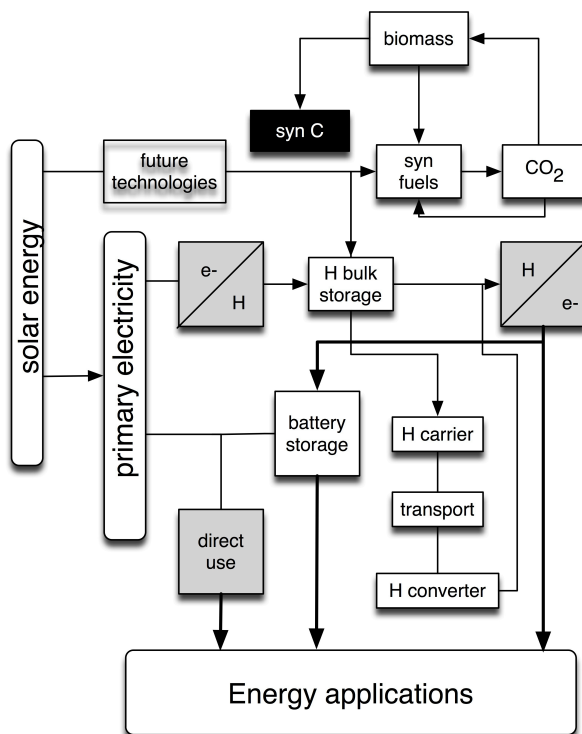 biomass
syn C
future
technologies
syn
fuels
CO₂
solar energy
primary electricity
e-
H
H bulk
storage
H
e-
battery
storage
H carrier
transport
direct
use
H converter
Energy applications